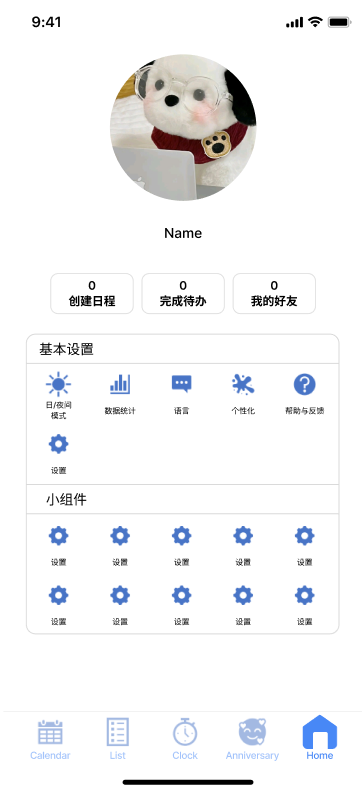 9:41
Name
0 0 0
创建日程 完成待办 我的好友
基本设置
日/夜间 数据统计 语言 个性化 帮助与反馈
模式
设置
小组件
设置 设置 设置 设置 设置
设置 设置 设置 设置 设置
Calendar List Clock Anniversary Home